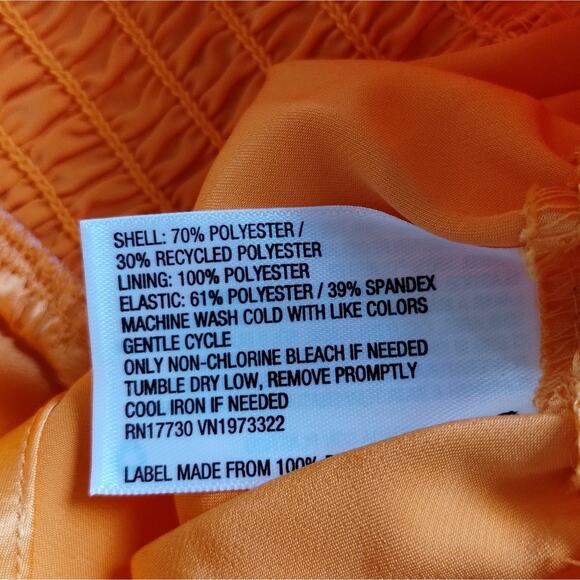 SHELL: 70% POLYESTER /
30% RECYCLED POLYESTER
LINING: 100% POLYESTER
ELASTIC: 61% POLYESTER / 39% SPANDEX
MACHINE WASH COLD WITH LIKE COLORS
GENTLE CYCLE
ONLY NON-CHLORINE BLEACH IF NEEDED
TUMBLE DRY LOW, REMOVE PROMPTLY
COOL IRON IF NEEDED
RN17730 VN1973322
LABEL MADE FROM 100%